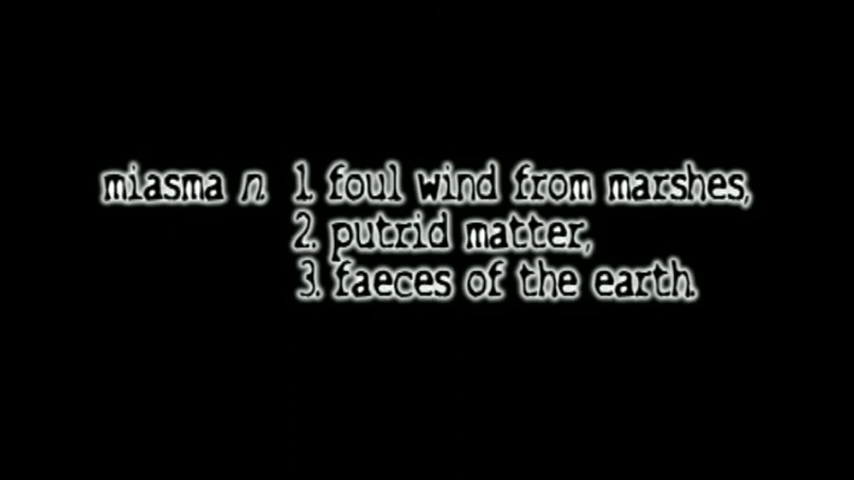 miasma n. 1. foul wind from marshes,
2. putrid matter,
3. faeces of the earth.